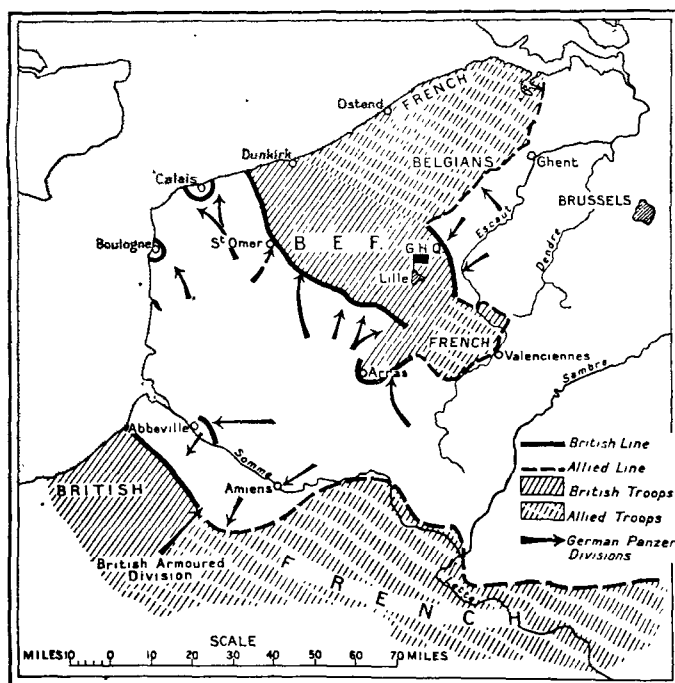 FRENCH
Ostend
Dunkirk
BELGIANS
Ghent
Calais
BRUSSELS
Escaut
Dendre
Boulogne
St Omer
B. E. F.
G.H.Q.
Lille
FRENCH
Valenciennes
Arras
Sambre
Abbeville
Somme
Amiens
BRITISH
British Armoured
Division
FRENCH
British Line
Allied Line
British Troops
Allied Troops
German Panzer
Divisions
SCALE
MILES 10 0 10 20 30 40 50 60 70 MILES